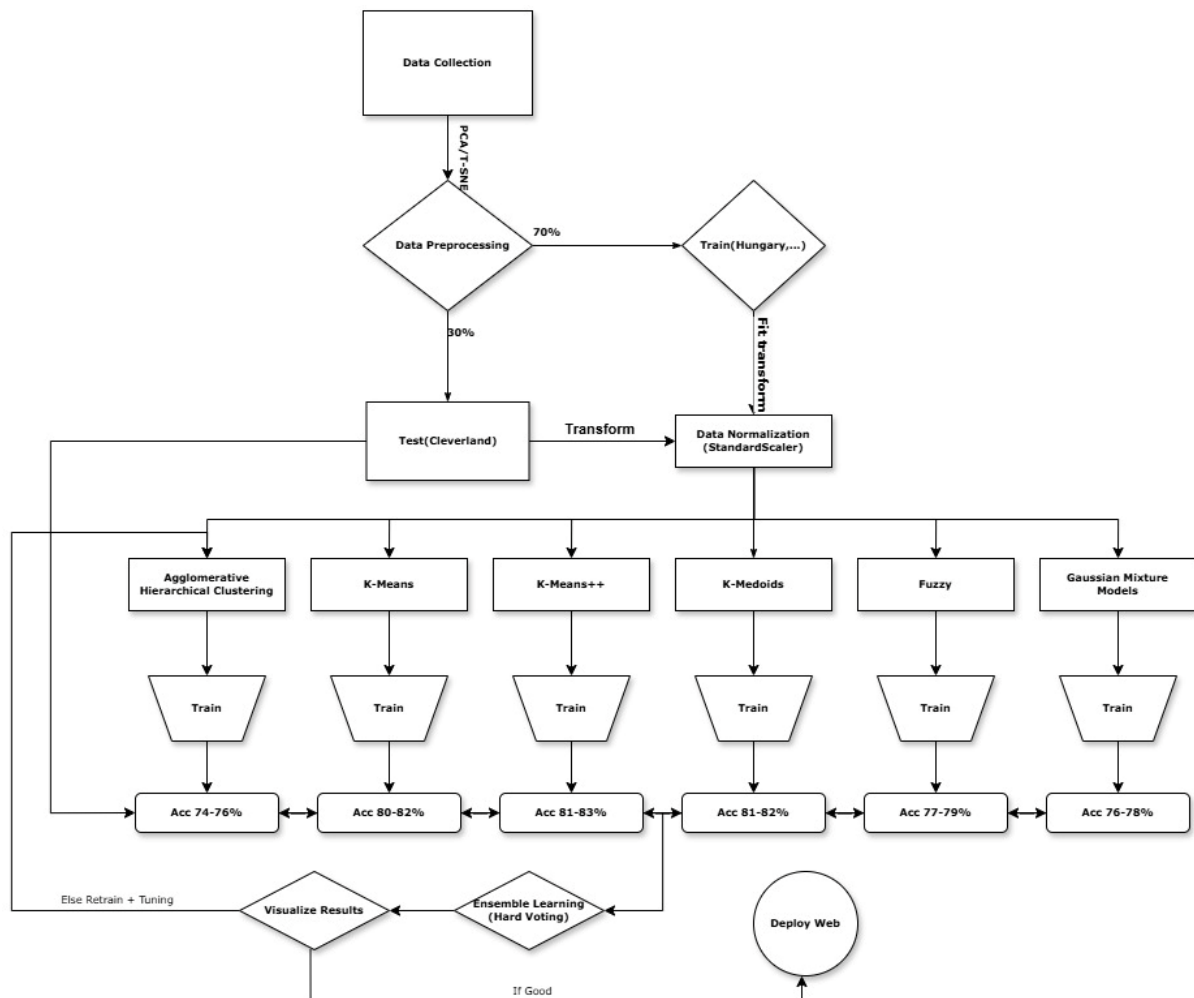 Data Collection
PCA/T-SNE
Data Preprocessing
70%
Train(Hungary,...)
30%
Fit transform
Test(Cleverland)
Transform
Data Normalization
(StandardScaler)
Agglomerative
Hierarchical Clustering
K-Means
K-Means++
K-Medoids
Fuzzy
Gaussian Mixture
Models
Train
Train
Train
Train
Train
Train
Acc 74-76%
Acc 80-82%
Acc 81-83%
Acc 81-82%
Acc 77-79%
Acc 76-78%
Else Retrain + Tuning
Visualize Results
Ensemble Learning
(Hard Voting)
Deploy Web
If Good